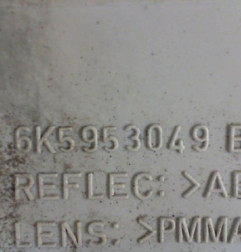 6K5953049 E
REFLEC: >AB
LENS: >PMMA